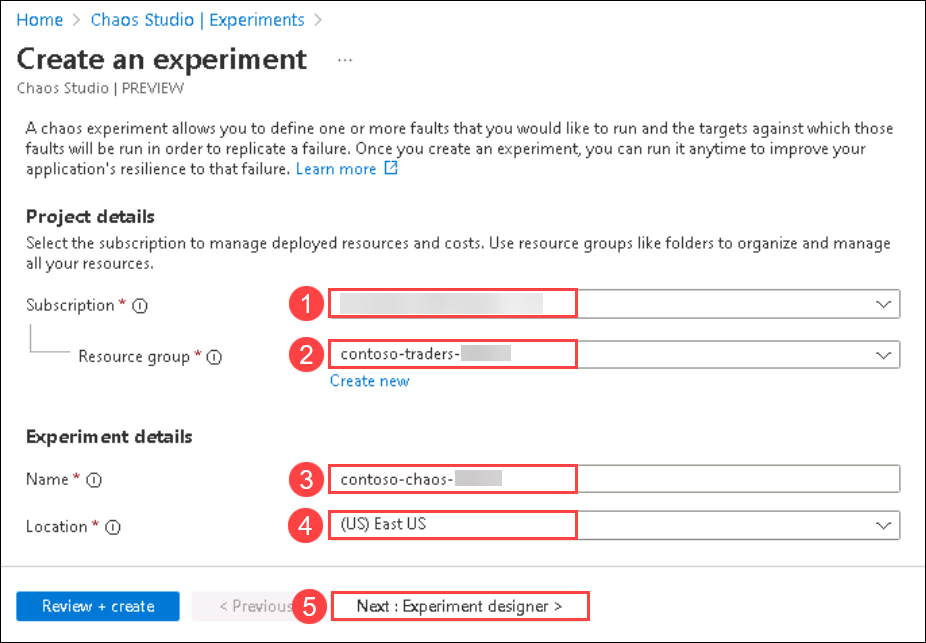 Home > Chaos Studio | Experiments >
Create an experiment ...
Chaos Studio | PREVIEW
A chaos experiment allows you to define one or more faults that you would like to run and the targets against which those
faults will be run in order to replicate a failure. Once you create an experiment, you can run it anytime to improve your
application's resilience to that failure. Learn more
Project details
Select the subscription to manage deployed resources and costs. Use resource groups like folders to organize and manage
all your resources.
Subscription * 1
Resource group * 2 contoso-traders-
Create new
Experiment details
Name * 3 contoso-chaos-
Location * 4 (US) East US
Review + create < Previous 5 Next : Experiment designer >